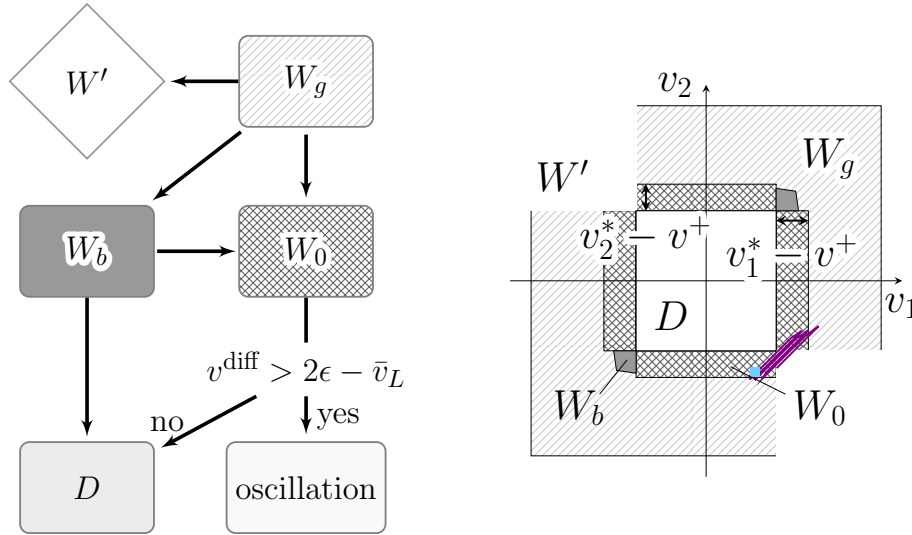 W′
W_g
W_b
W_0
v^diff > 2ϵ − v̄_L
no
yes
D
oscillation
v_2
W_g
W′
v_2^* − v^+
v_1^* − v^+
v_1
D
W_b
W_0